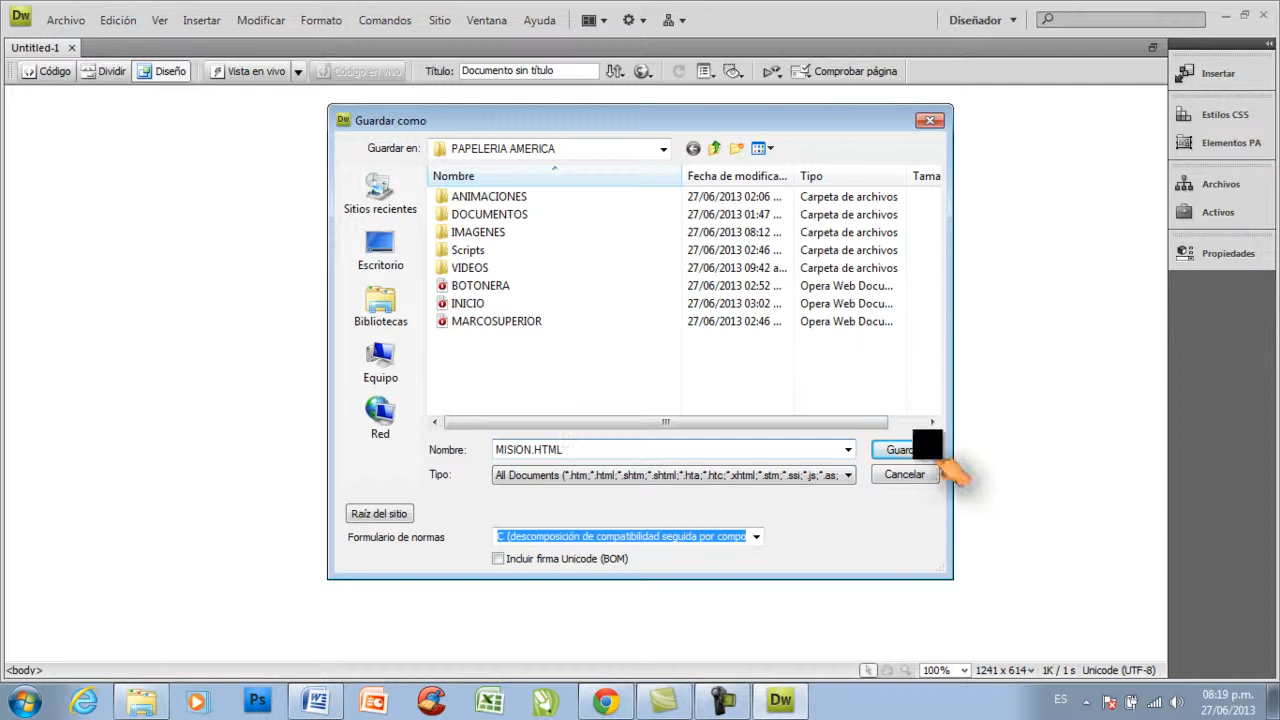 Dw Archivo Edición Ver Insertar Modificar Formato Comandos Sitio Ventana Ayuda Diseñador
Untitled-1
Código Dividir Diseño Vista en vivo Código en vivo Título: Documento sin título Comprobar página
Insertar
Estilos CSS
Elementos PA
Archivos
Activos
Propiedades
Dw Guardar como
Guardar en: PAPELERIA AMERICA
Nombre Fecha de modifica... Tipo Tama
ANIMACIONES 27/06/2013 02:06 ... Carpeta de archivos
DOCUMENTOS 27/06/2013 01:47 ... Carpeta de archivos
IMAGENES 27/06/2013 08:12 ... Carpeta de archivos
Scripts 27/06/2013 02:46 ... Carpeta de archivos
VIDEOS 27/06/2013 09:42 a... Carpeta de archivos
BOTONERA 27/06/2013 02:52 ... Opera Web Docu...
INICIO 27/06/2013 03:02 ... Opera Web Docu...
MARCOSUPERIOR 27/06/2013 02:46 ... Opera Web Docu...
Sitios recientes
Escritorio
Bibliotecas
Equipo
Red
Nombre: MISION.HTML
Tipo: All Documents (*.htm;*.html;*.shtm;*.shtml;*.hta;*.htc;*.xhtml;*.stm;*.ssi;*.js;*.as; Cancelar
Raíz del sitio
Formulario de normas C (descomposición de compatibilidad seguida por compo
Incluir firma Unicode (BOM)
<body> 100% 1241 x 614 1K / 1 s Unicode (UTF-8)
Ps Dw ES 08:19 p.m.
27/06/2013